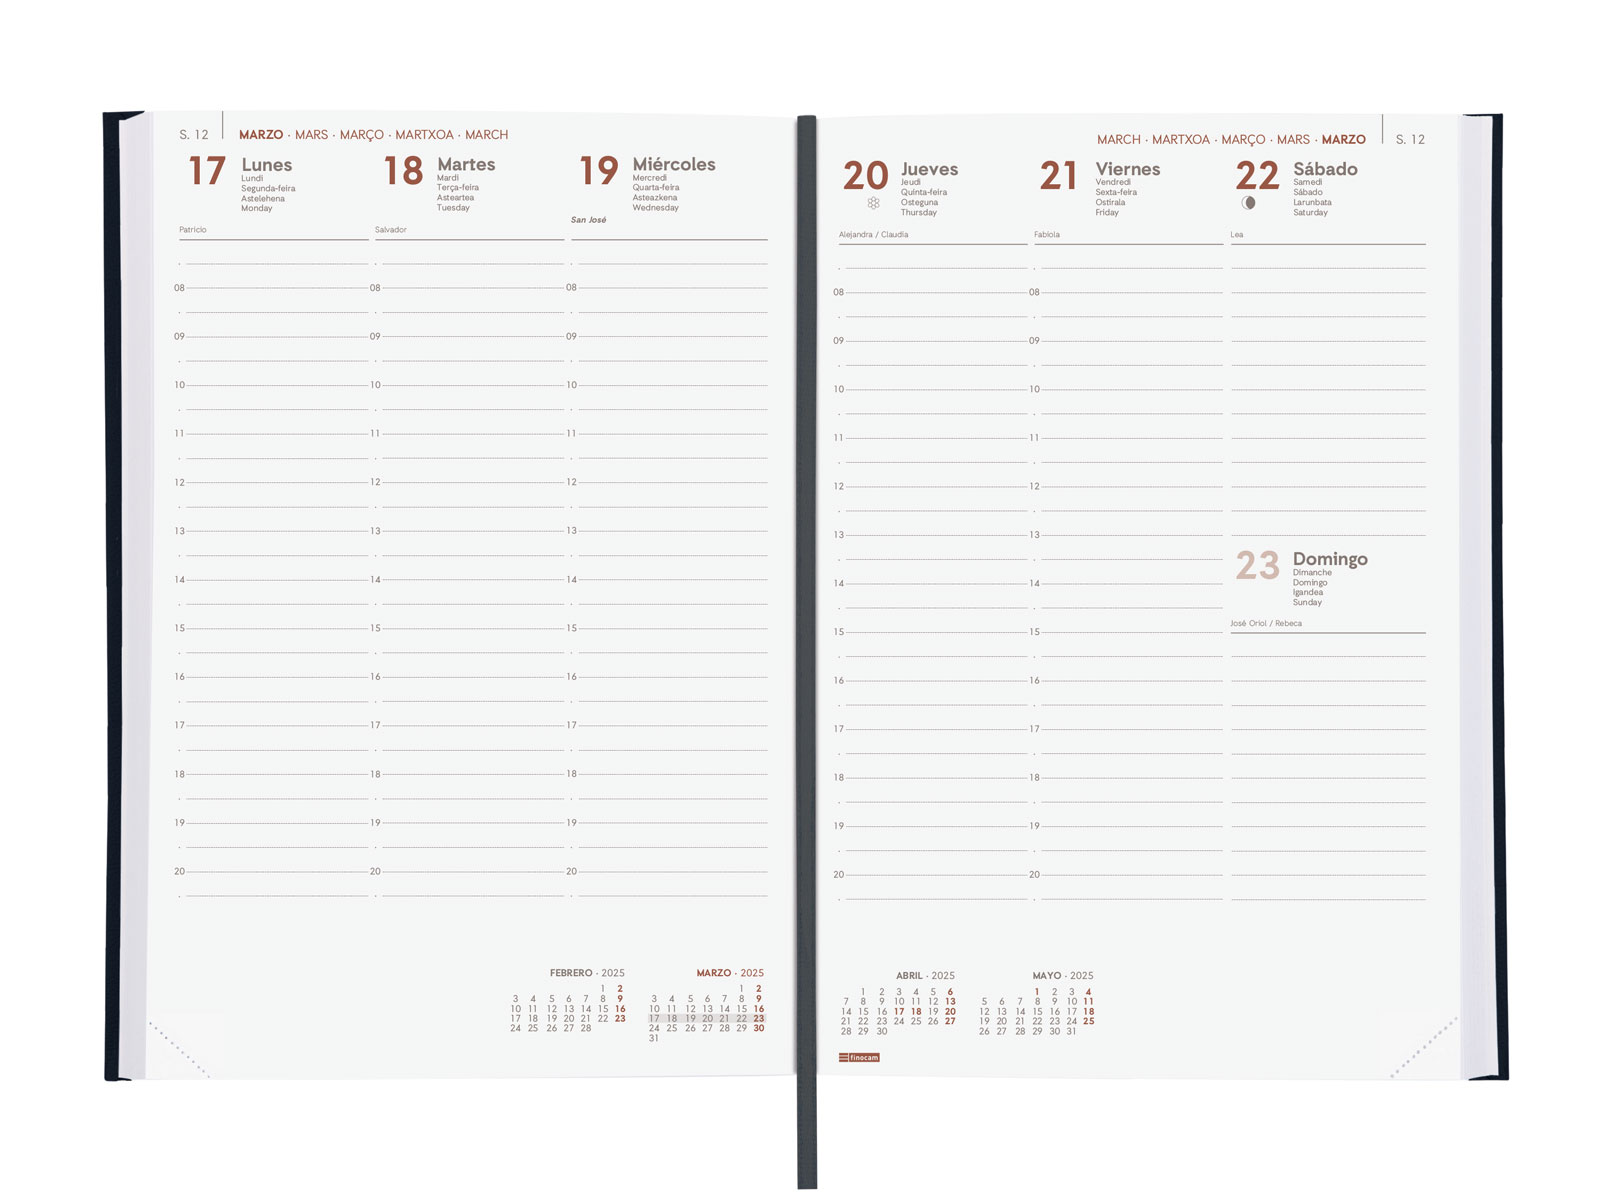 S. 12 MARZO · MARS · MARÇO · MARTXOA · MARCH
17 Lunes
Lundi
Segunda-feira
Astelehena
Monday
Patricio
18 Martes
Mardi
Terça-feira
Asteartea
Tuesday
Salvador
19 Miércoles
Mercredi
Quarta-feira
Asteazkena
Wednesday
San José
08 08 08
09 09 09
10 10 10
11 11 11
12 12 12
13 13 13
14 14 14
15 15 15
16 16 16
17 17 17
18 18 18
19 19 19
20 20 20
FEBRERO · 2025
1 2
3 4 5 6 7 8 9
10 11 12 13 14 15 16
17 18 19 20 21 22 23
24 25 26 27 28
MARZO · 2025
1 2
3 4 5 6 7 8 9
10 11 12 13 14 15 16
17 18 19 20 21 22 23
24 25 26 27 28 29 30
31
MARCH · MARTXOA · MARÇO · MARS · MARZO S. 12
20 Jueves
Jeudi
Quinta-feira
Osteguna
Thursday
Alejandra / Claudia
21 Viernes
Vendredi
Sexta-feira
Ostirala
Friday
Fabiola
22 Sábado
Samedi
Sábado
Larunbata
Saturday
Lea
08 08
09 09
10 10
11 11
12 12
13 13
14 14
15 15
16 16
17 17
18 18
19 19
20 20
23 Domingo
Dimanche
Domingo
Igandea
Sunday
José Oriol / Rebeca
ABRIL · 2025
1 2 3 4 5 6
7 8 9 10 11 12 13
14 15 16 17 18 19 20
21 22 23 24 25 26 27
28 29 30
MAYO · 2025
1 2 3 4
5 6 7 8 9 10 11
12 13 14 15 16 17 18
19 20 21 22 23 24 25
26 27 28 29 30 31
finocam